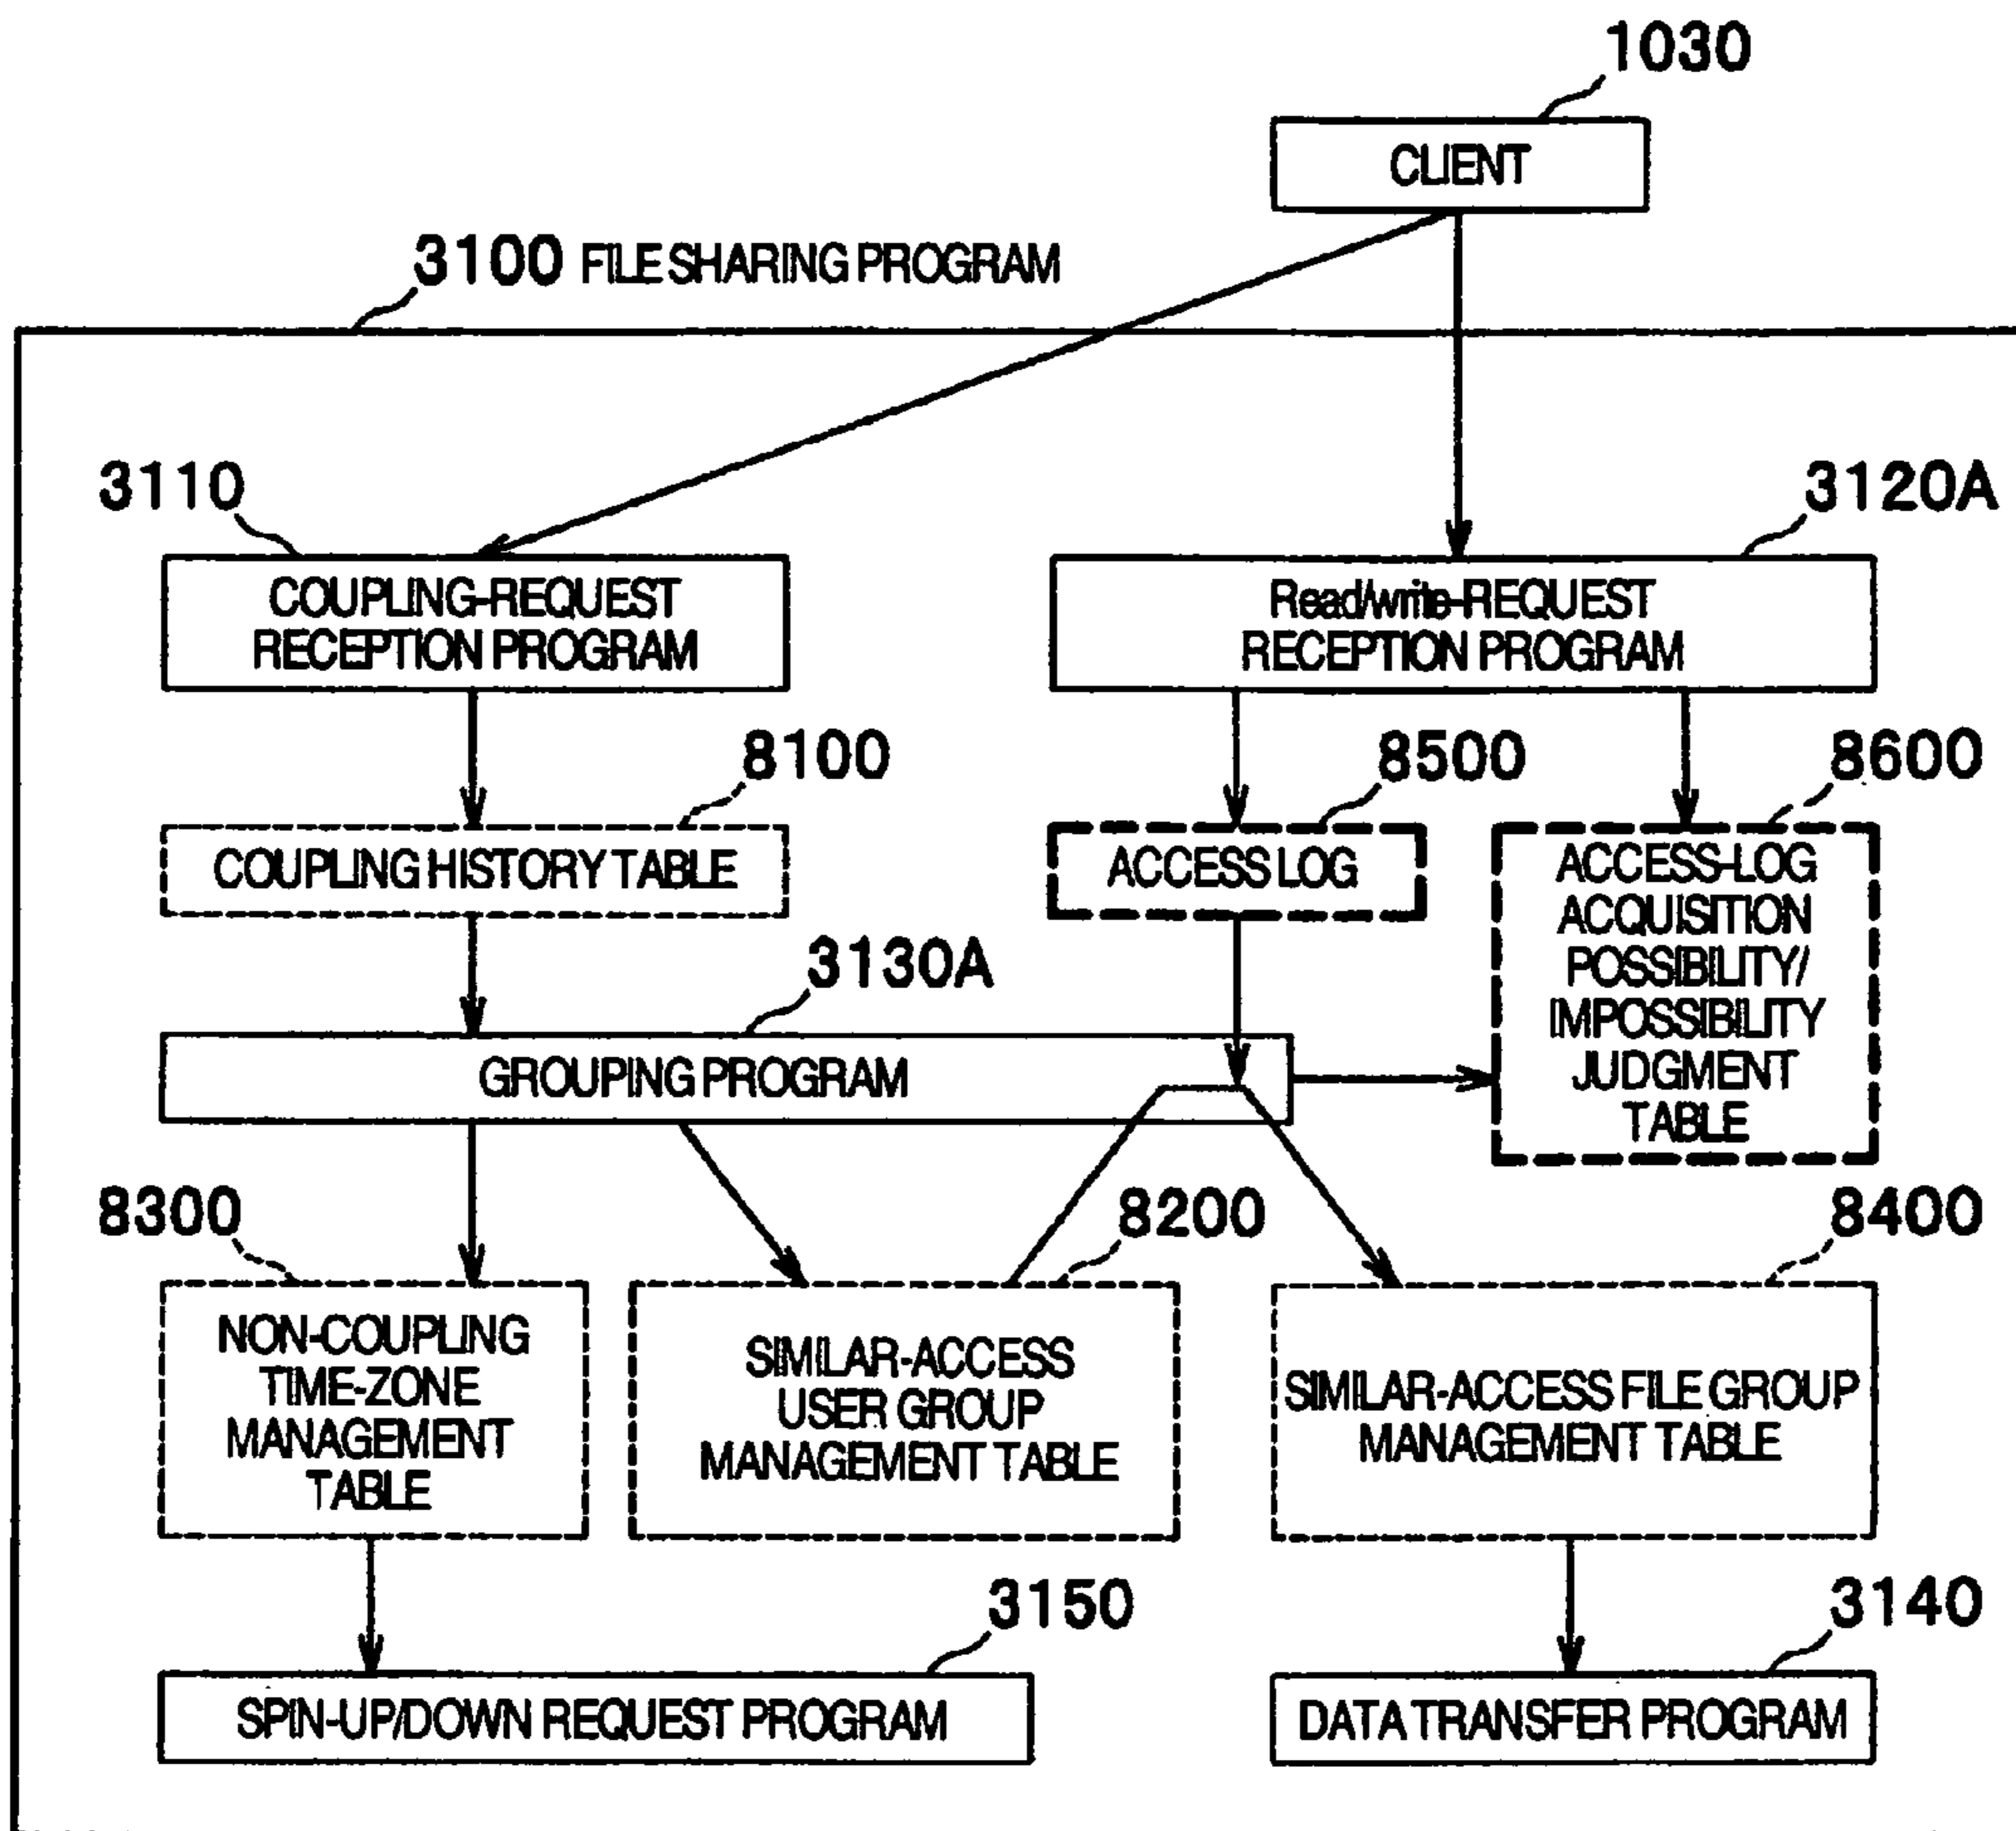 1030
CLIENT
3100 FILE SHARING PROGRAM
3110
3120A
COUPLING-REQUEST
RECEPTION PROGRAM
Read/write-REQUEST
RECEPTION PROGRAM
8100
8500
8600
COUPLING HISTORY TABLE
ACCESS LOG
ACCESS-LOG
ACQUISITION
POSSIBILITY/
IMPOSSIBILITY
JUDGMENT
TABLE
3130A
GROUPING PROGRAM
8300
8200
8400
NON-COUPLING
TIME-ZONE
MANAGEMENT
TABLE
SIMILAR-ACCESS
USER GROUP
MANAGEMENT TABLE
SIMILAR-ACCESS FILE GROUP
MANAGEMENT TABLE
3150
3140
SPIN-UP/DOWN REQUEST PROGRAM
DATA TRANSFER PROGRAM